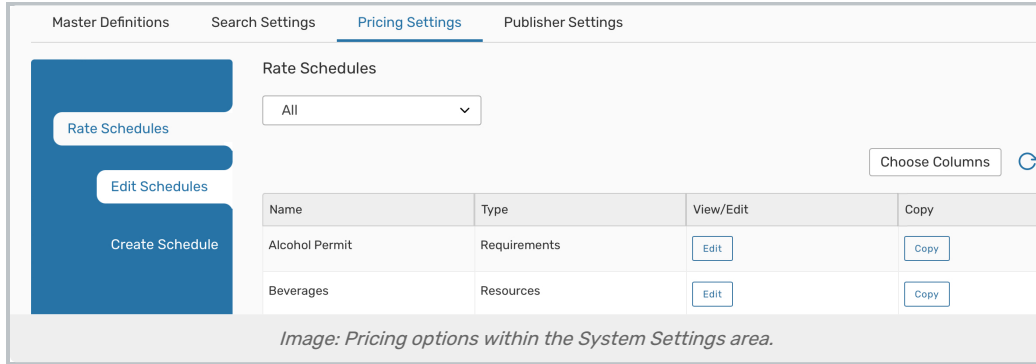 Master Definitions Search Settings Pricing Settings Publisher Settings
Rate Schedules
All
Rate Schedules
Choose Columns
Edit Schedules
Name Type View/Edit Copy
Create Schedule
Alcohol Permit Requirements Edit Copy
Beverages Resources Edit Copy
Image: Pricing options within the System Settings area.